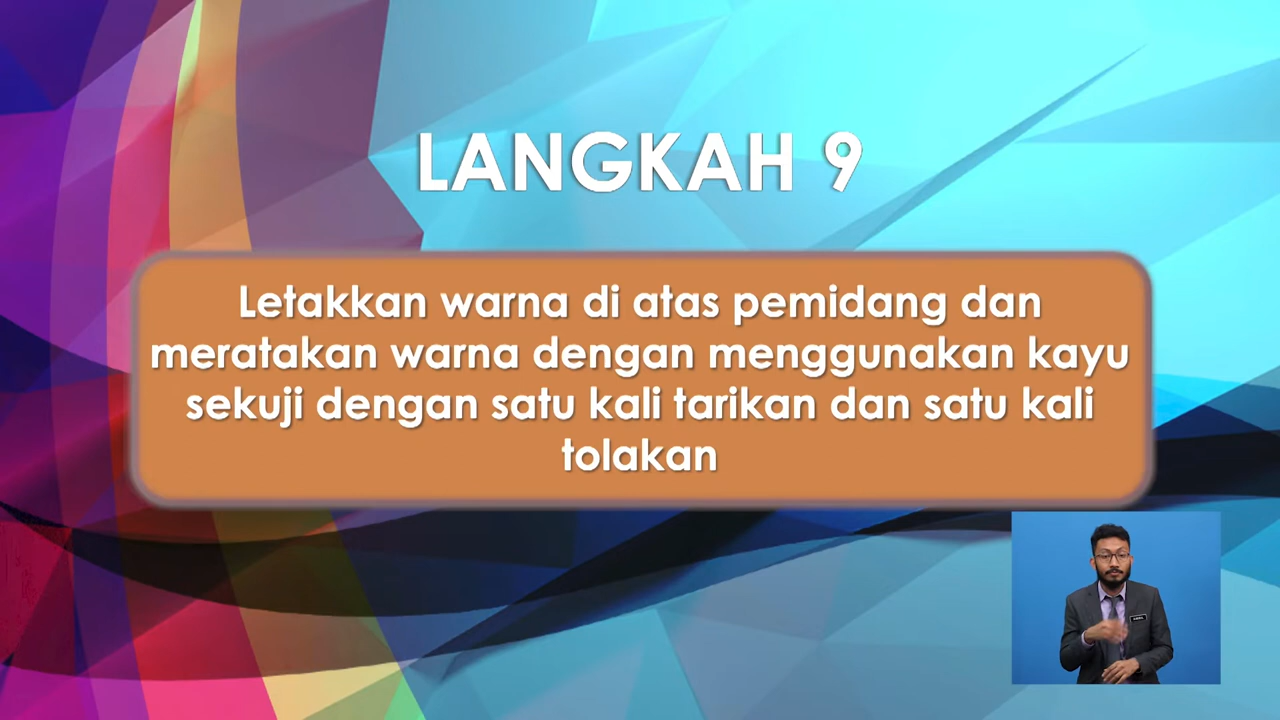 LANGKAH 9
Letakkan warna di atas pemidang dan
meratakan warna dengan menggunakan kayu
sekuji dengan satu kali tarikan dan satu kali
tolakan